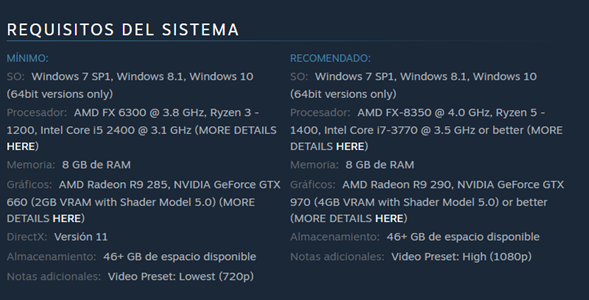 REQUISITOS DEL SISTEMA
MÍNIMO:
SO: Windows 7 SP1, Windows 8.1, Windows 10
(64bit versions only)
Procesador: AMD FX 6300 @ 3.8 GHz, Ryzen 3 -
1200, Intel Core i5 2400 @ 3.1 GHz (MORE DETAILS
HERE)
Memoria: 8 GB de RAM
Gráficos: AMD Radeon R9 285, NVIDIA GeForce GTX
660 (2GB VRAM with Shader Model 5.0) (MORE
DETAILS HERE)
DirectX: Versión 11
Almacenamiento: 46+ GB de espacio disponible
Notas adicionales: Video Preset: Lowest (720p)
RECOMENDADO:
SO: Windows 7 SP1, Windows 8.1, Windows 10
(64bit versions only)
Procesador: AMD FX-8350 @ 4.0 GHz, Ryzen 5 -
1400, Intel Core i7-3770 @ 3.5 GHz or better (MORE
DETAILS HERE)
Memoria: 8 GB de RAM
Gráficos: AMD Radeon R9 290, NVIDIA GeForce GTX
970 (4GB VRAM with Shader Model 5.0) or better
(MORE DETAILS HERE)
Almacenamiento: 46+ GB de espacio disponible
Notas adicionales: Video Preset: High (1080p)